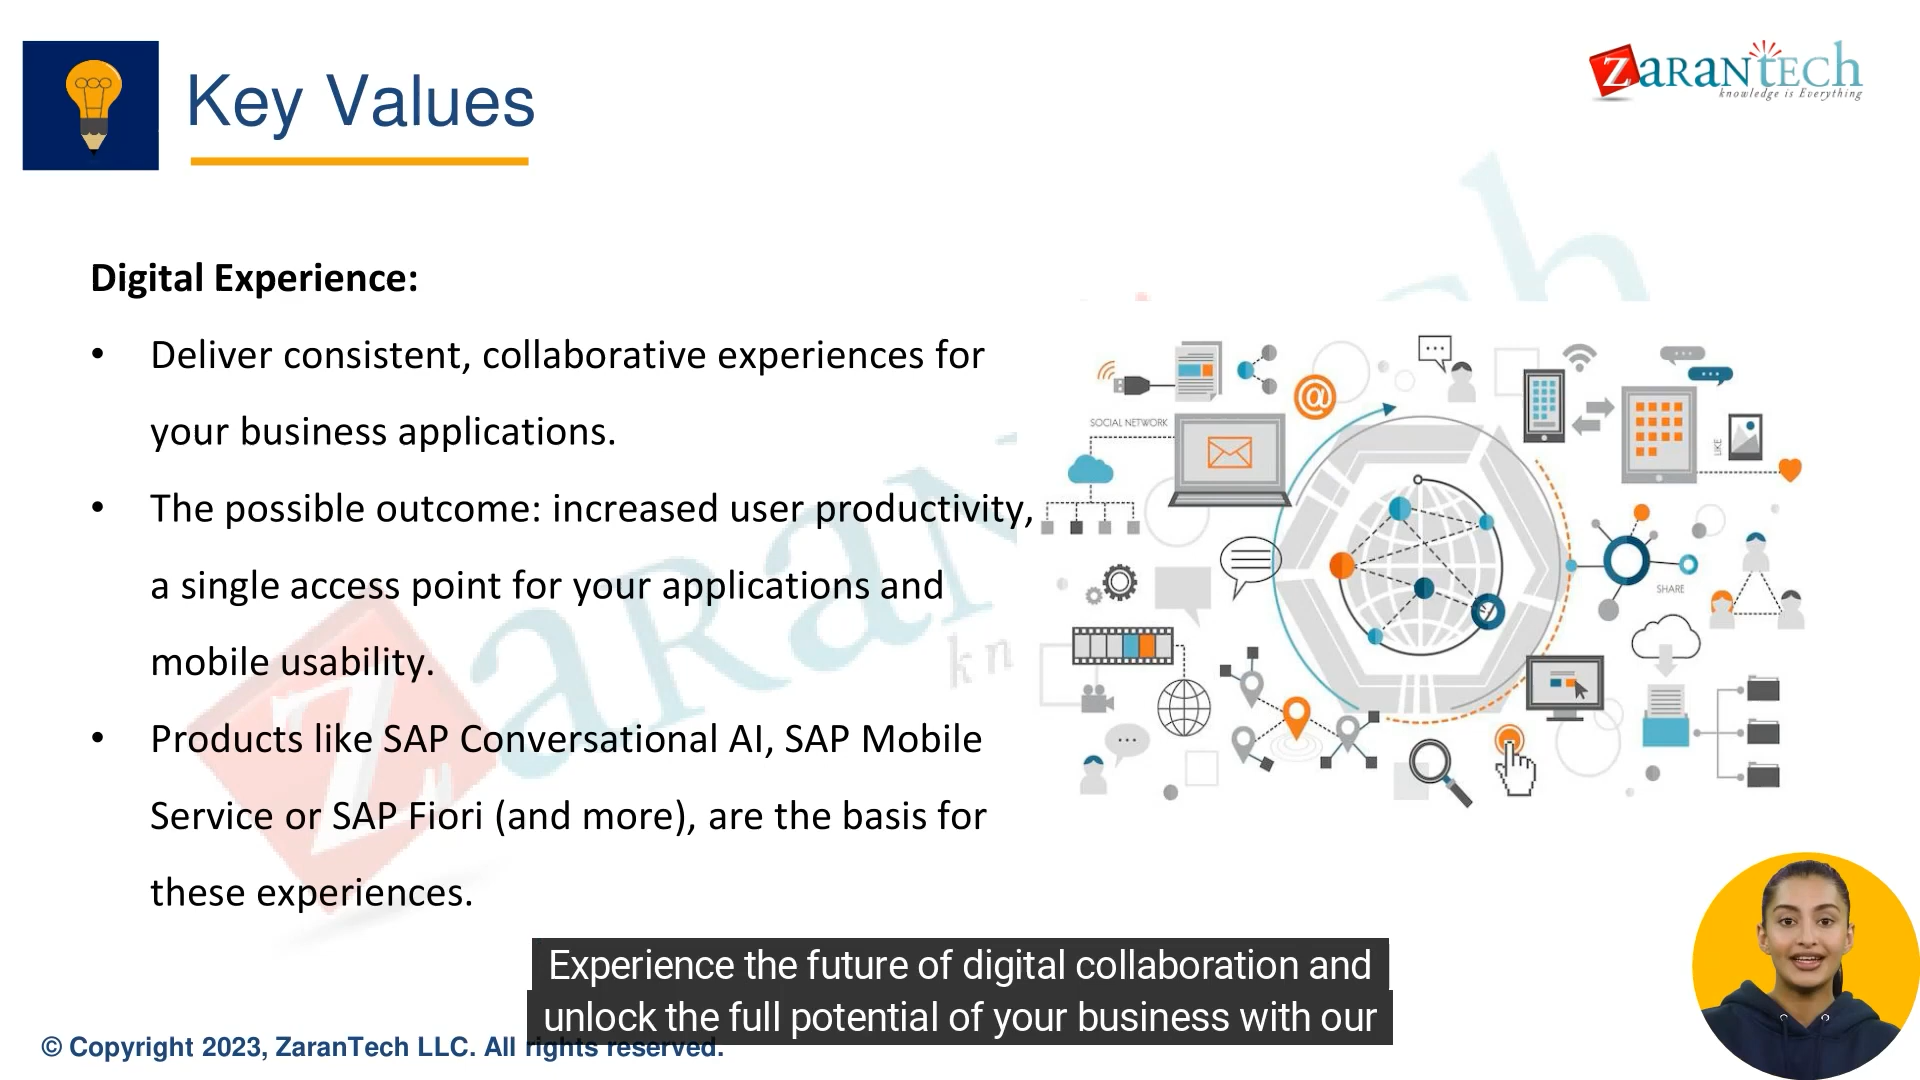 Key Values
ZaranTech
knowledge is Everything
Digital Experience:
• Deliver consistent, collaborative experiences for
your business applications.
• The possible outcome: increased user productivity,
a single access point for your applications and
mobile usability.
• Products like SAP Conversational AI, SAP Mobile
Service or SAP Fiori (and more), are the basis for
these experiences.
SOCIAL NETWORK
@
LIKE
SHARE
Zaran
kn
h
Experience the future of digital collaboration and
unlock the full potential of your business with our
© Copyright 2023, ZaranTech LLC. All rights reserved.